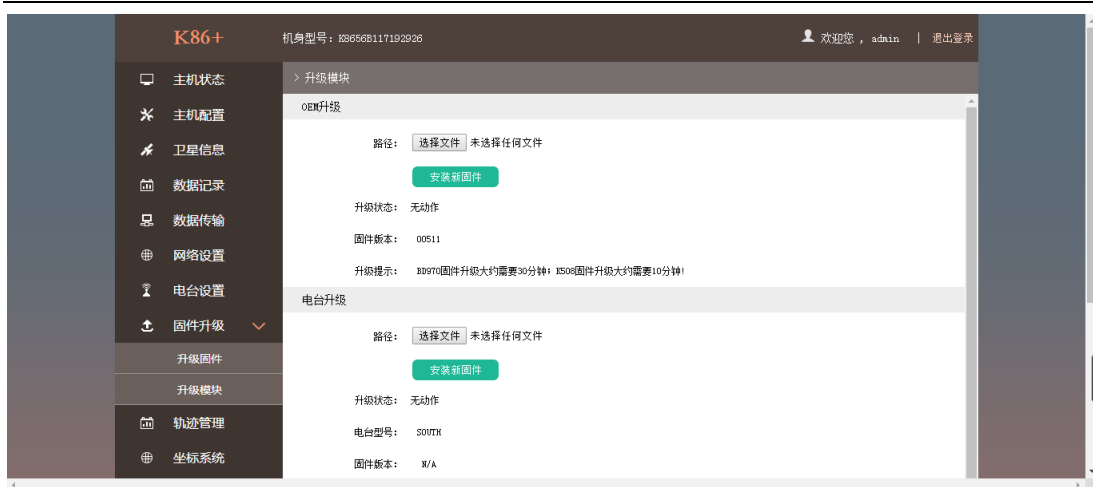 K86+
机身型号：K8656B117192926
欢迎您 ， admin | 退出登录
主机状态
主机配置
卫星信息
数据记录
数据传输
网络设置
电台设置
固件升级
升级固件
升级模块
轨迹管理
坐标系统
> 升级模块
OEM升级
路径： 选择文件 未选择任何文件
安装新固件
升级状态： 无动作
固件版本： 00511
升级提示： BD970固件升级大约需要30分钟；K508固件升级大约需要10分钟!
电台升级
路径： 选择文件 未选择任何文件
安装新固件
升级状态： 无动作
电台型号： SOUTH
固件版本： N/A